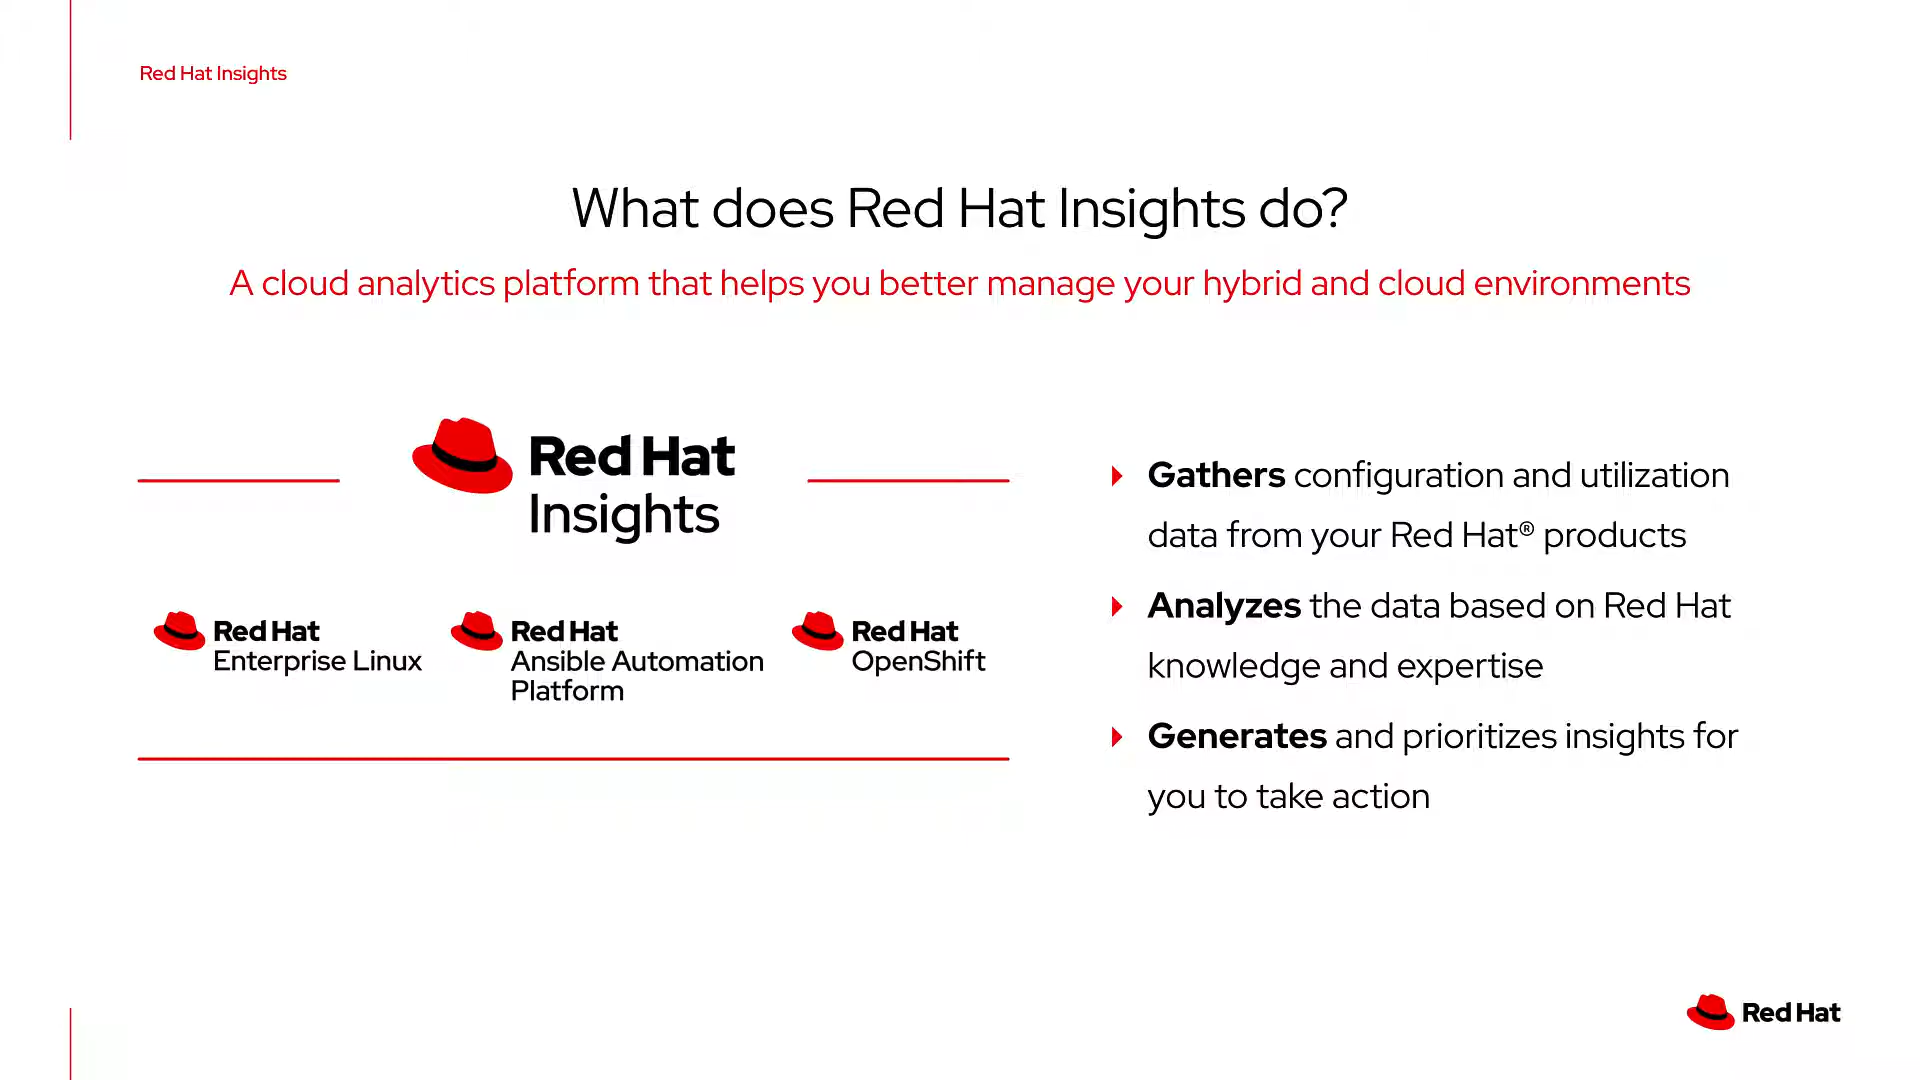 Red Hat Insights
What does Red Hat Insights do?
A cloud analytics platform that helps you better manage your hybrid and cloud environments
Red Hat
Insights
Red Hat
Enterprise Linux
Red Hat
Ansible Automation
Platform
Red Hat
OpenShift
Gathers configuration and utilization
data from your Red Hat® products
Analyzes the data based on Red Hat
knowledge and expertise
Generates and prioritizes insights for
you to take action
Red Hat